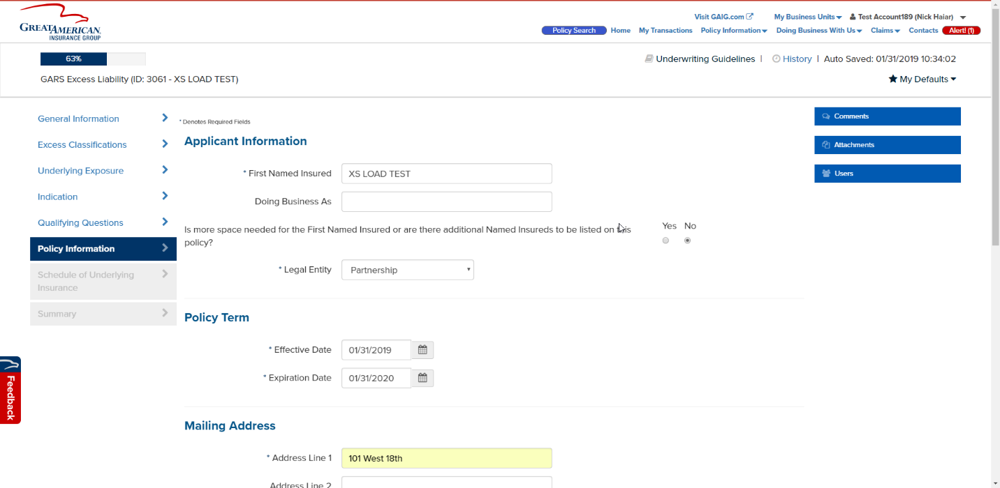 GREATAMERICAN.
INSURANCE GROUP
Visit GAIG.com
My Business Units
Test Account189 (Nick Haiar)
Policy Search
Home
My Transactions
Policy Information
Doing Business With Us
Claims
Contacts
Alert! (1)
63%
Underwriting Guidelines |
History | Auto Saved: 01/31/2019 10:34:02
GARS Excess Liability (ID: 3061 - XS LOAD TEST)
My Defaults
General Information
Excess Classifications
Underlying Exposure
Indication
Qualifying Questions
Policy Information
Schedule of Underlying
Insurance
Summary
* Denotes Required Fields
Applicant Information
* First Named Insured
XS LOAD TEST
Doing Business As
Is more space needed for the First Named Insured or are there additional Named Insureds to be listed on this
policy?
Yes No
* Legal Entity
Partnership
Policy Term
* Effective Date
01/31/2019
* Expiration Date
01/31/2020
Mailing Address
* Address Line 1
101 West 18th
Address Line 2
Comments
Attachments
Users
Feedback